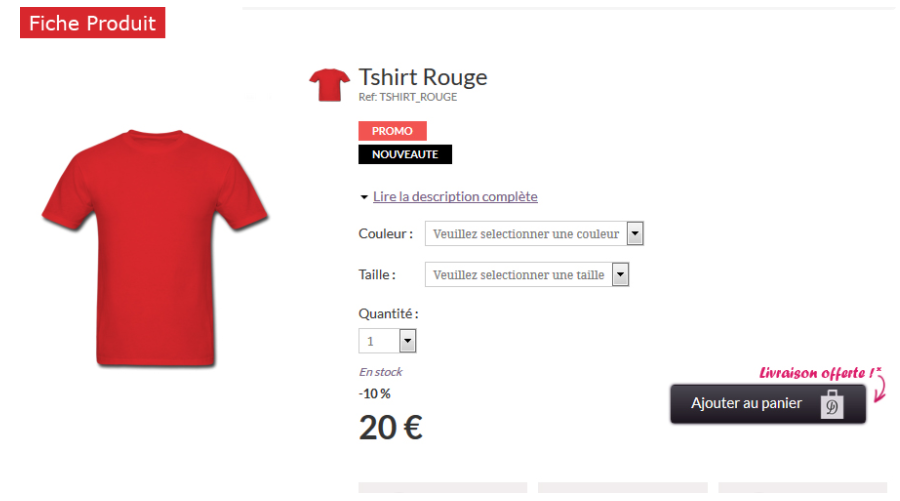 Fiche Produit
Tshirt Rouge
Ref: TSHIRT_ROUGE
PROMO
NOUVEAUTE
Lire la description complète
Couleur : Veuillez selectionner une couleur
Taille : Veuillez selectionner une taille
Quantité :
1
En stock
-10 %
20 €
Livraison offerte !*
Ajouter au panier